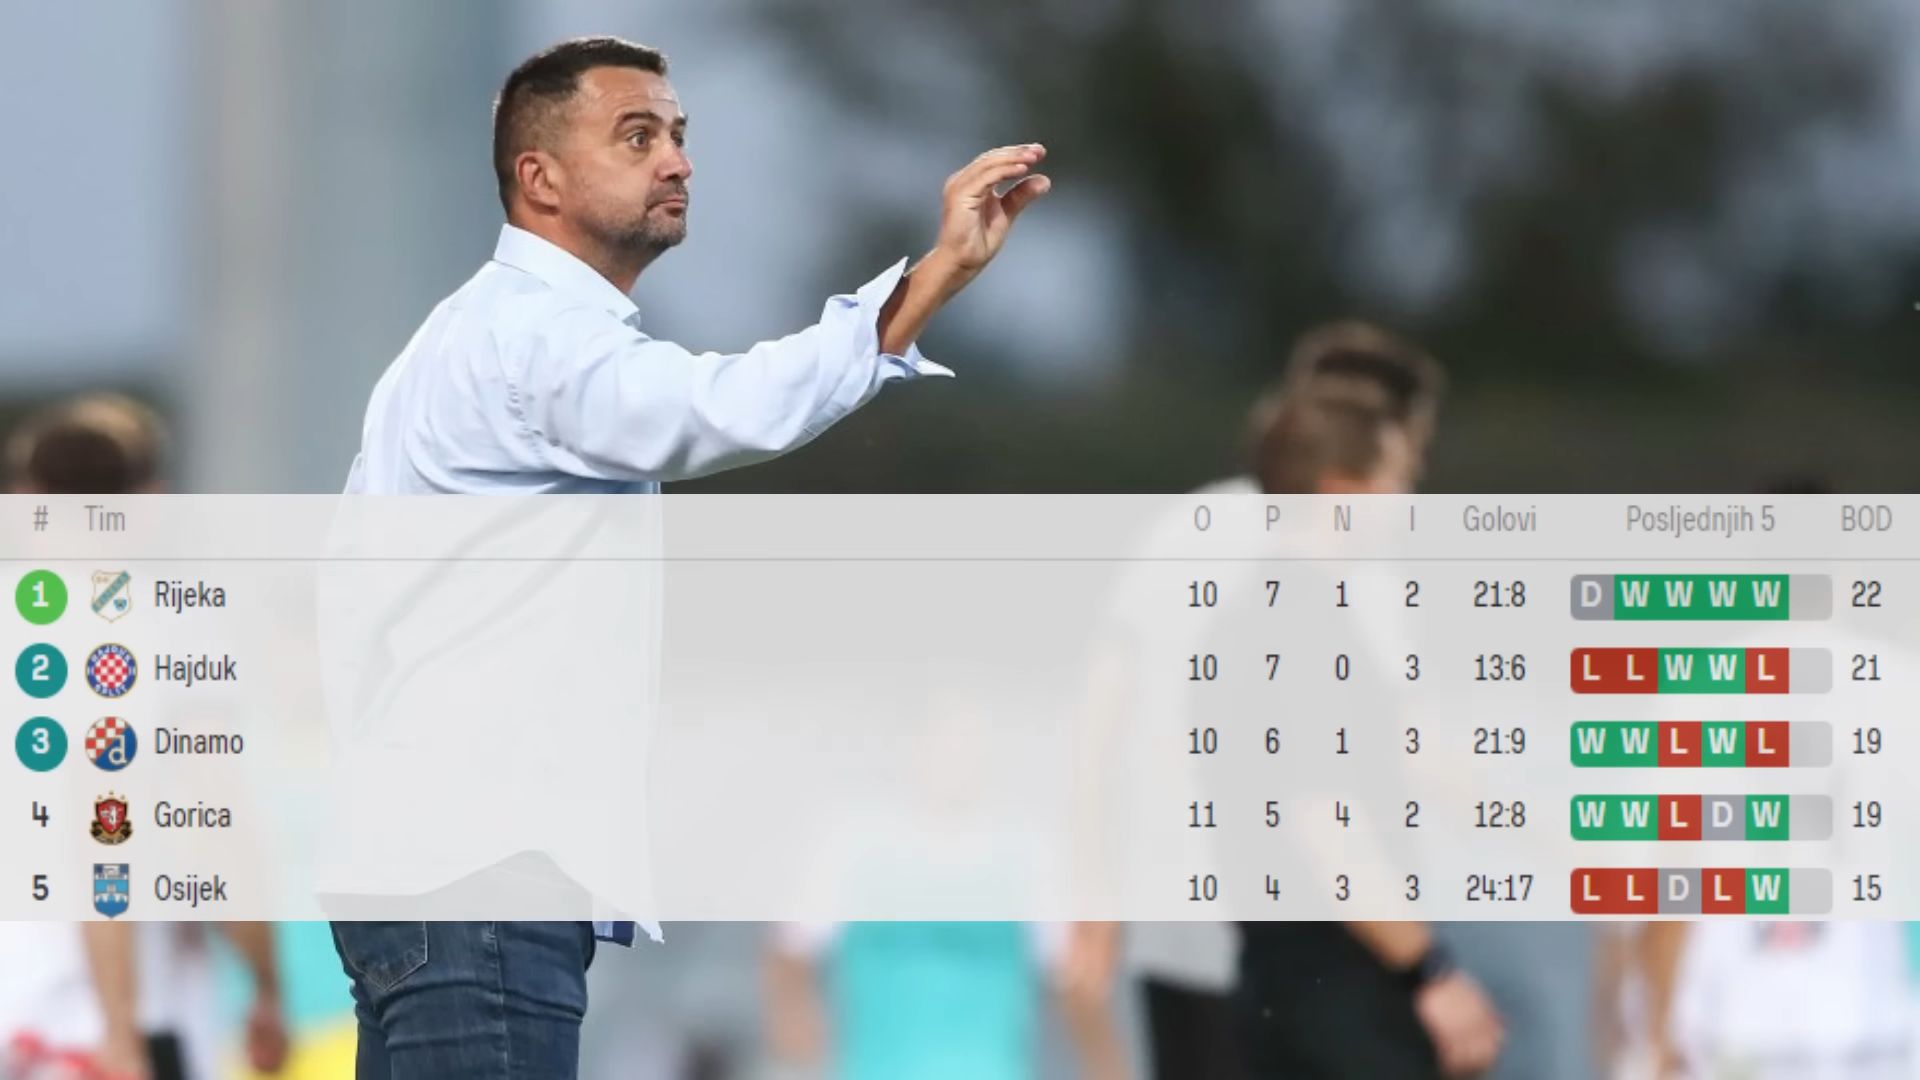 # Tim O P N I Golovi Posljednjih 5 BOD
1 Rijeka 10 7 1 2 21:8 D W W W W 22
2 HAJDUK SPLIT Hajduk 10 7 0 3 13:6 L L W W L 21
3 d Dinamo 10 6 1 3 21:9 W W L W L 19
4 Gorica 11 5 4 2 12:8 W W L D W 19
5 Osijek 10 4 3 3 24:17 L L D L W 15